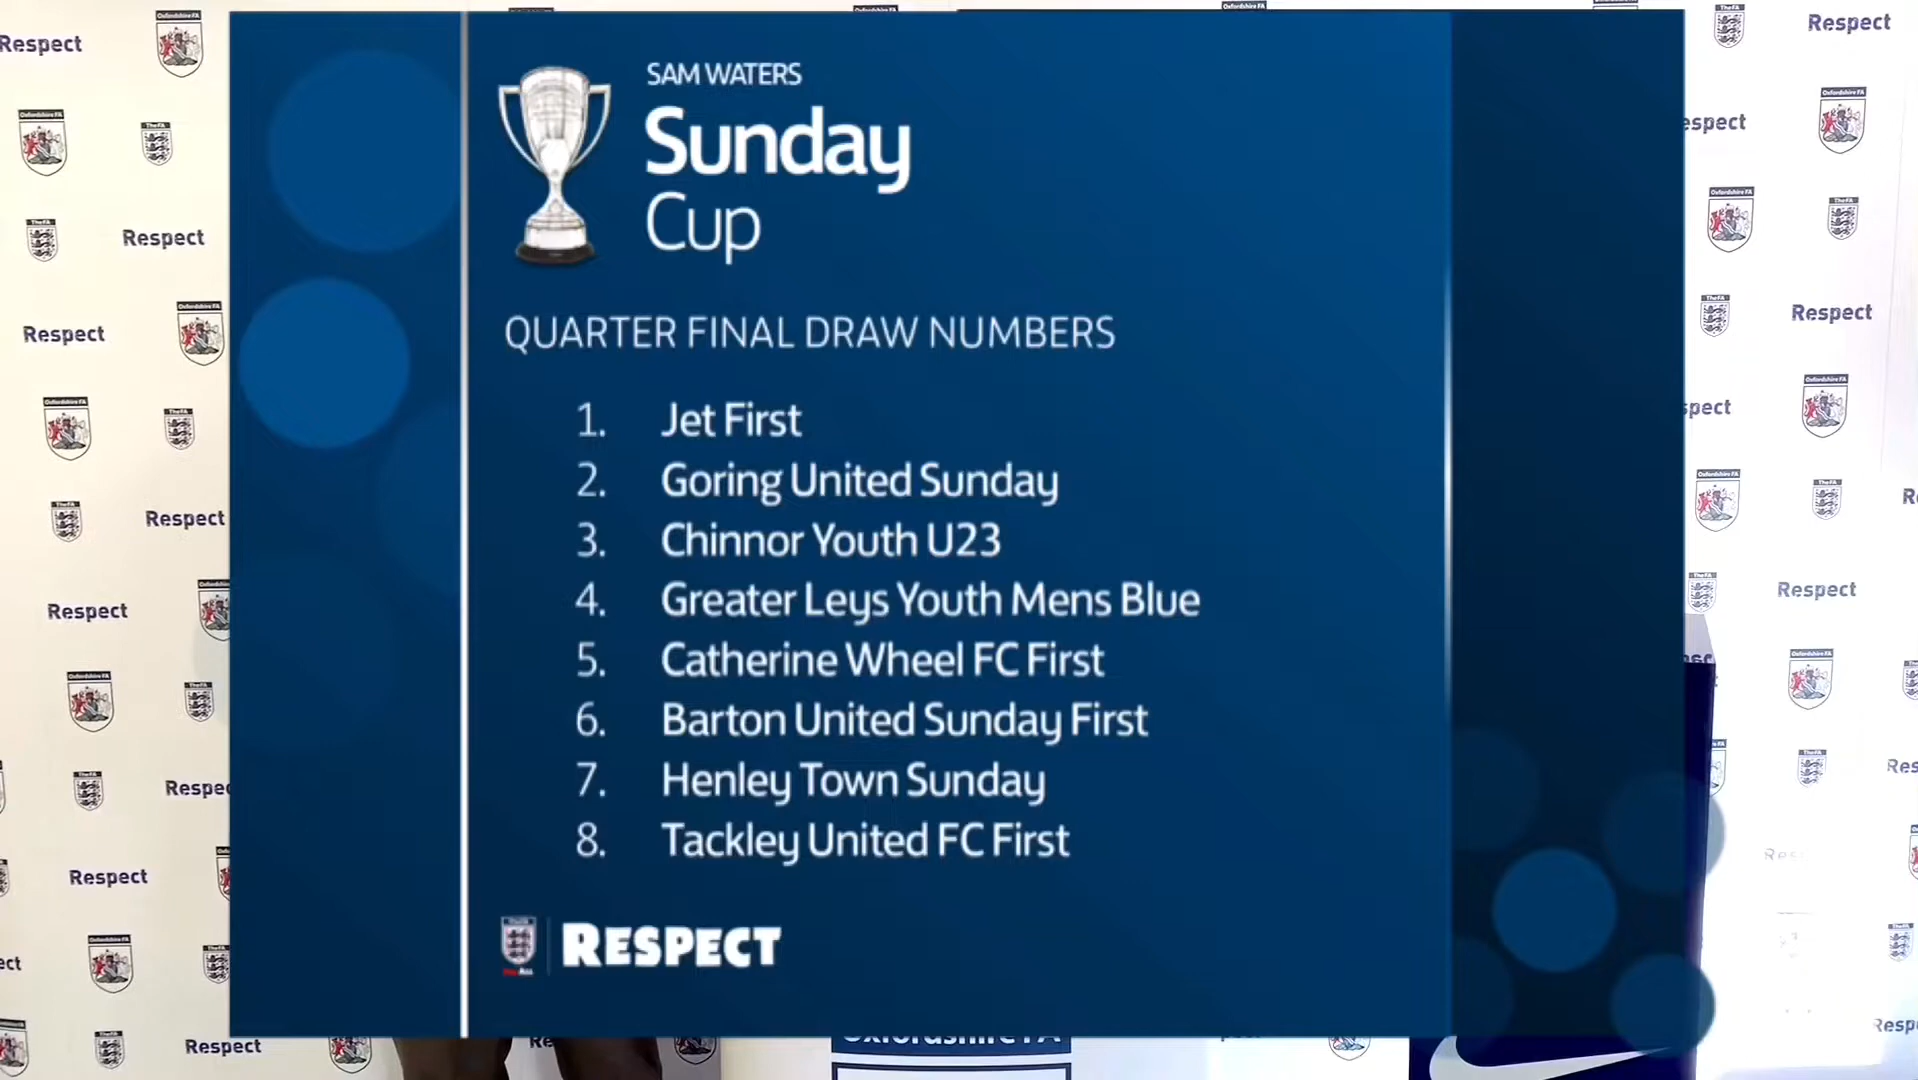 SAM WATERS
Sunday
Cup
QUARTER FINAL DRAW NUMBERS
1. Jet First
2. Goring United Sunday
3. Chinnor Youth U23
4. Greater Leys Youth Mens Blue
5. Catherine Wheel FC First
6. Barton United Sunday First
7. Henley Town Sunday
8. Tackley United FC First
RESPECT
Respect
Respect
Respect
Respect
Respect
Respect
Respect
Respect
Respect
Respect
Oxfordshire FA